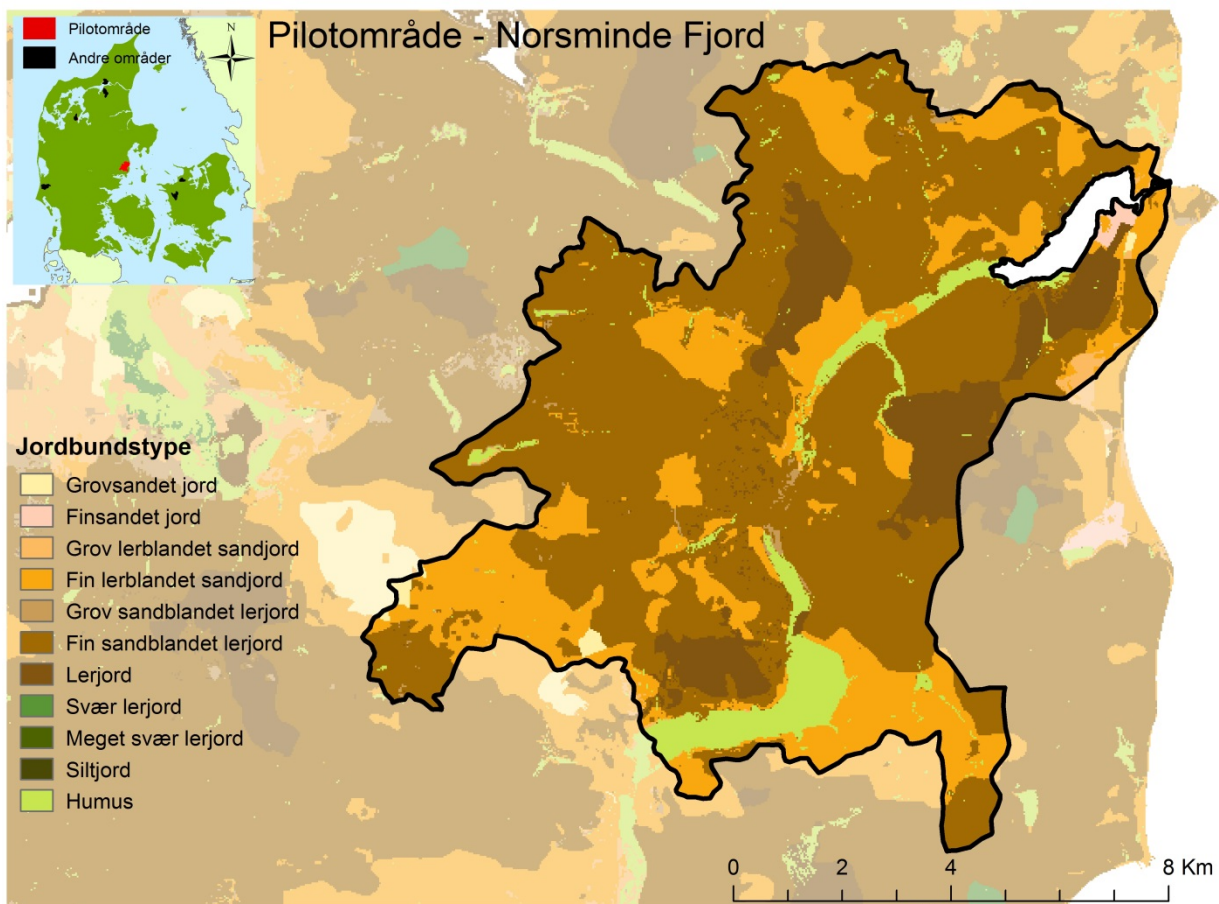 Pilotområde
Andre områder
N
Pilotområde - Norsminde Fjord
Jordbundstype
Grovsandet jord
Finsandet jord
Grov lerblandet sandjord
Fin lerblandet sandjord
Grov sandblandet lerjord
Fin sandblandet lerjord
Lerjord
Svær lerjord
Meget svær lerjord
Siltjord
Humus
0 2 4 8 Km